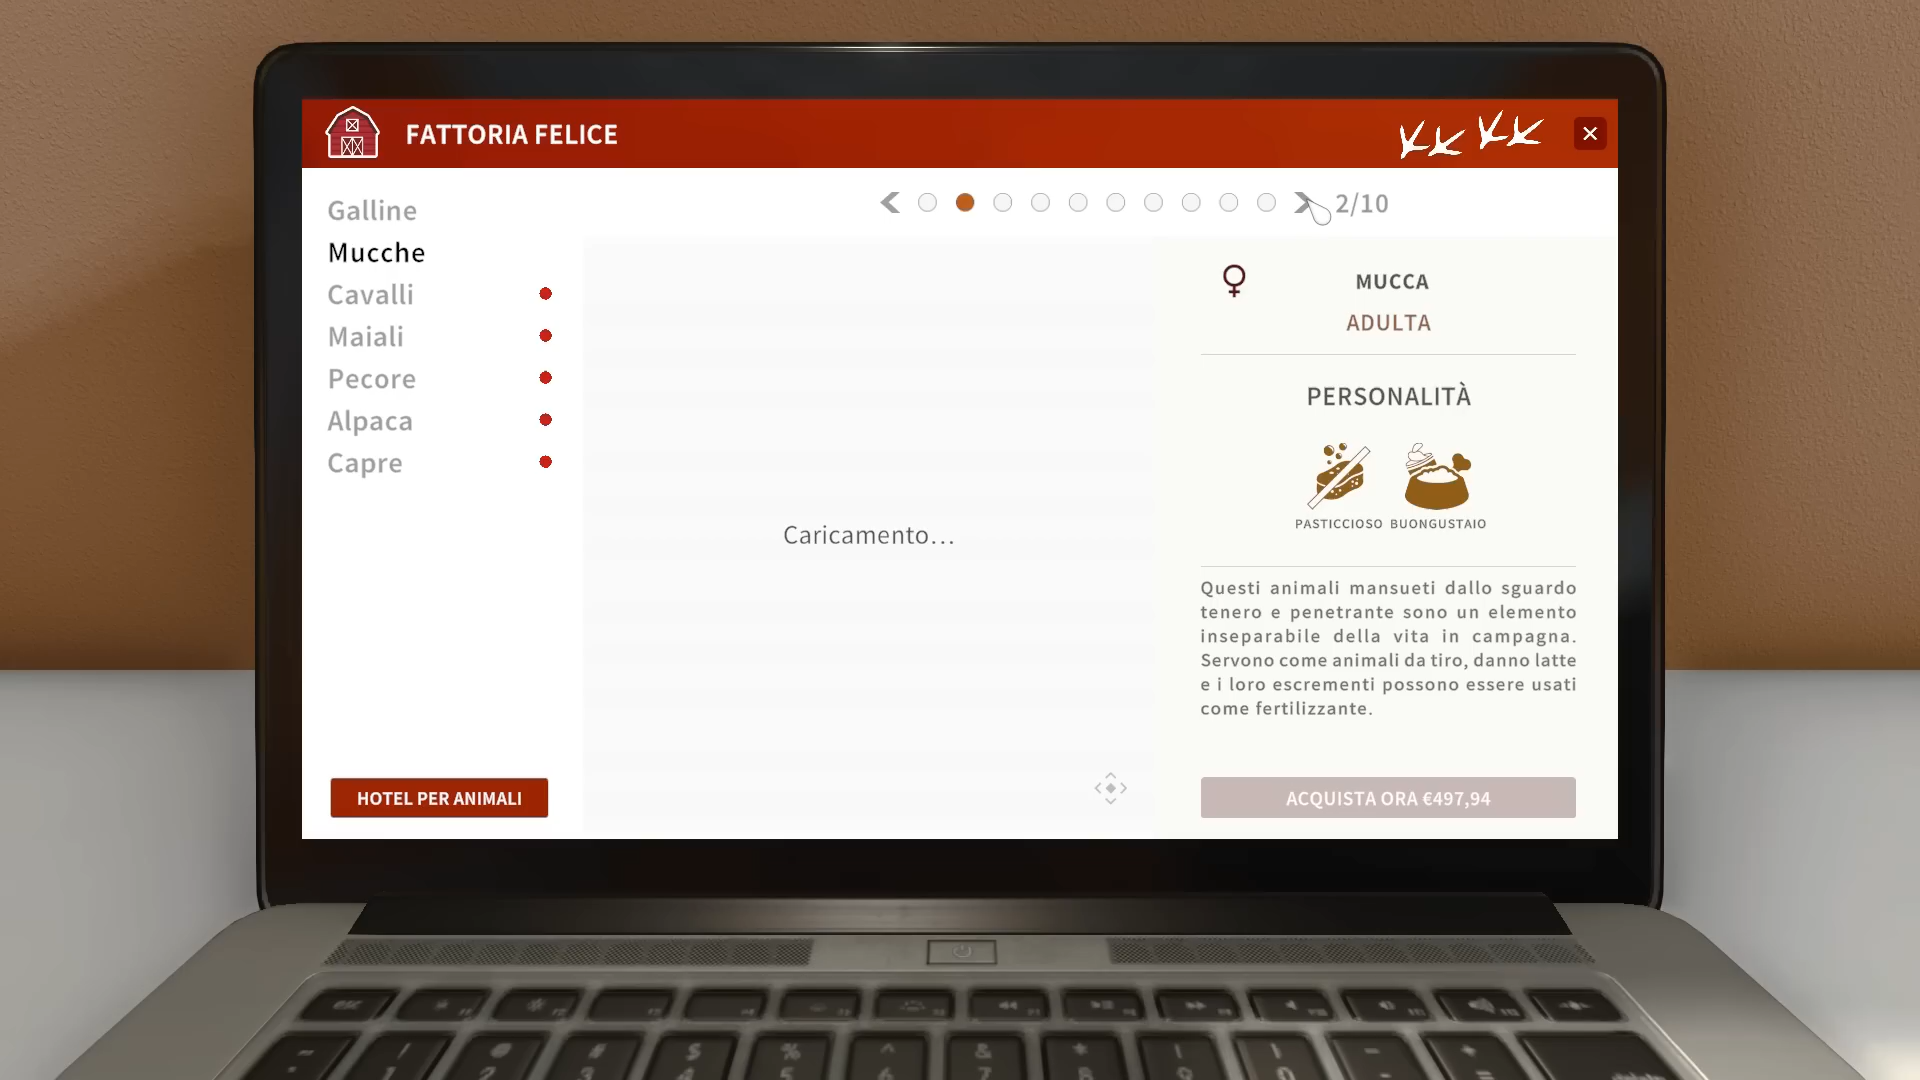 FATTORIA FELICE
Galline
Mucche
Cavalli
Maiali
Pecore
Alpaca
Capre
HOTEL PER ANIMALI
2/10
Caricamento...
MUCCA
ADULTA
PERSONALITÀ
PASTICCIOSO BUONGUSTAIO
Questi animali mansueti dallo sguardo
tenero e penetrante sono un elemento
inseparabile della vita in campagna.
Servono come animali da tiro, danno latte
e i loro escrementi possono essere usati
come fertilizzante.
ACQUISTA ORA €497,94